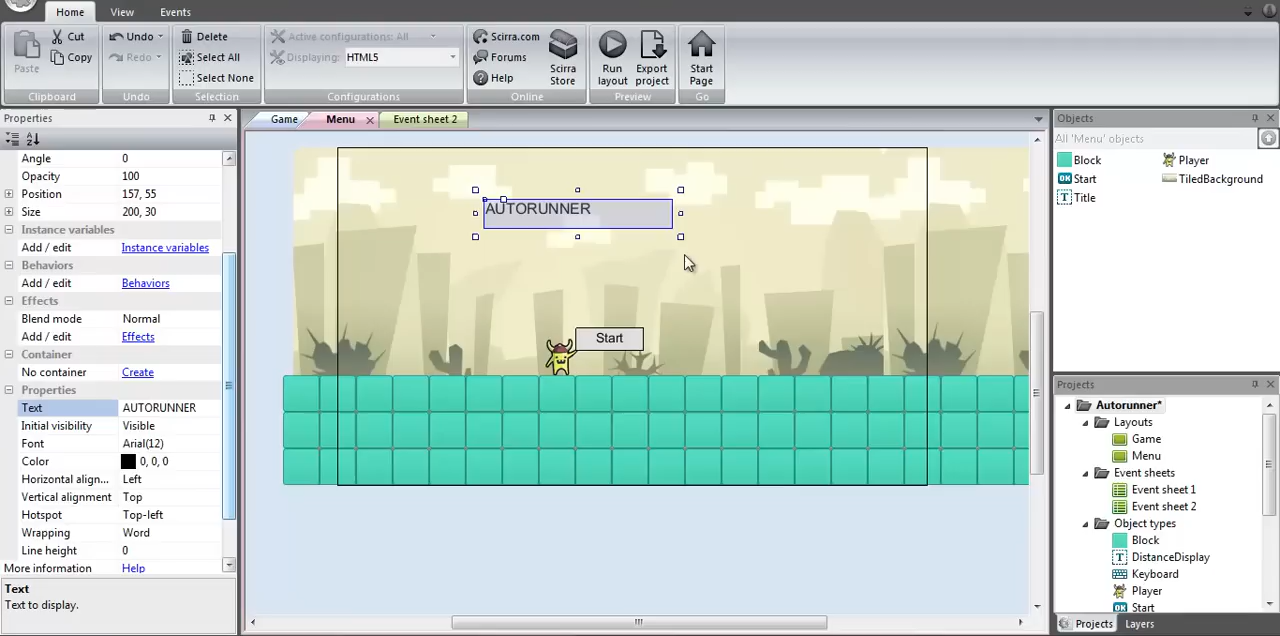 Home View Events
Paste Cut Copy Clipboard
Undo Redo Undo
Delete Select All Select None Selection
Active configurations: All
Displaying: HTML5
Configurations
Scirra.com Forums Help Scirra Store Online
Run layout Export project Preview
Start Page Go
Properties
Game Menu Event sheet 2
Angle 0
Opacity 100
Position 157, 55
Size 200, 30
Instance variables
Add / edit Instance variables
Behaviors
Add / edit Behaviors
Effects
Blend mode Normal
Add / edit Effects
Container
No container Create
Properties
Text AUTORUNNER
Initial visibility Visible
Font Arial(12)
Color 0, 0, 0
Horizontal align... Left
Vertical alignment Top
Hotspot Top-left
Wrapping Word
Line height 0
More information Help
Text
Text to display.
AUTORUNNER
Start
Objects
All 'Menu' objects
Block Player
OK Start TiledBackground
T Title
Projects
Autorunner*
Layouts
Game
Menu
Event sheets
Event sheet 1
Event sheet 2
Object types
Block
T DistanceDisplay
Keyboard
Player
OK Start
Projects Layers